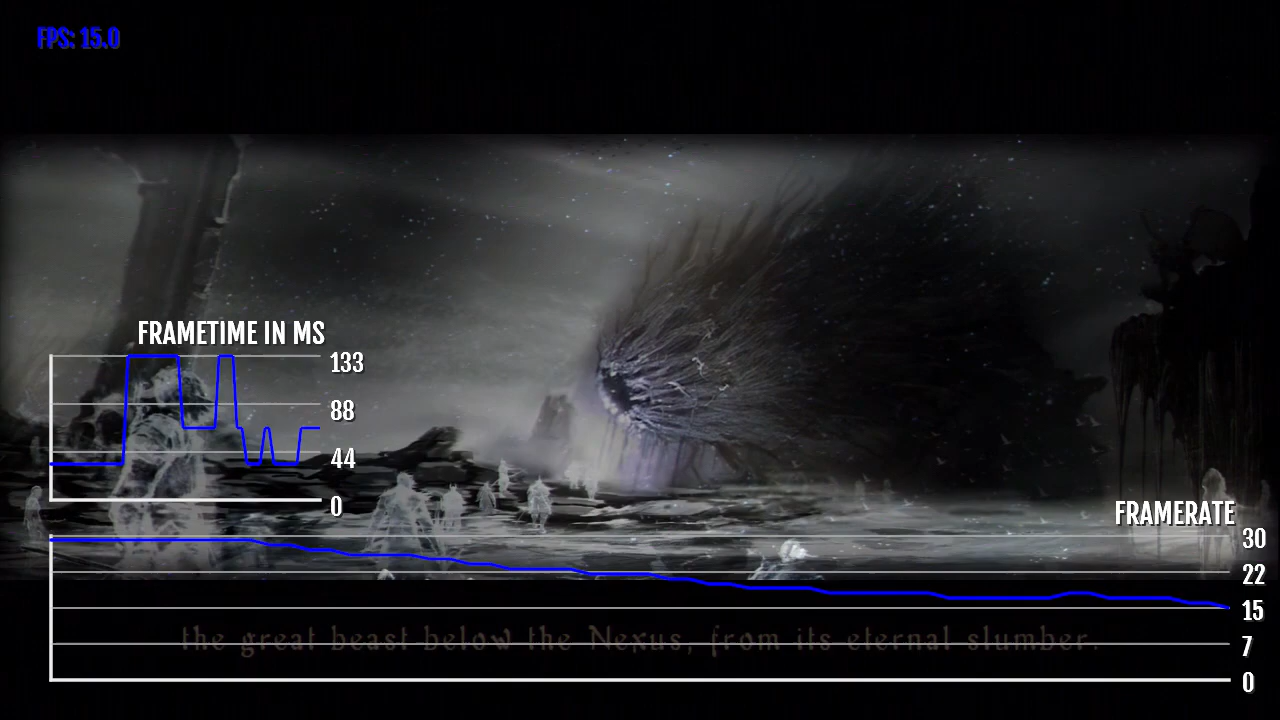 FPS: 15.0
FRAMETIME IN MS
133
88
44
0
FRAMERATE
30
22
15
7
0
the great beast below the Nexus, from its eternal slumber.